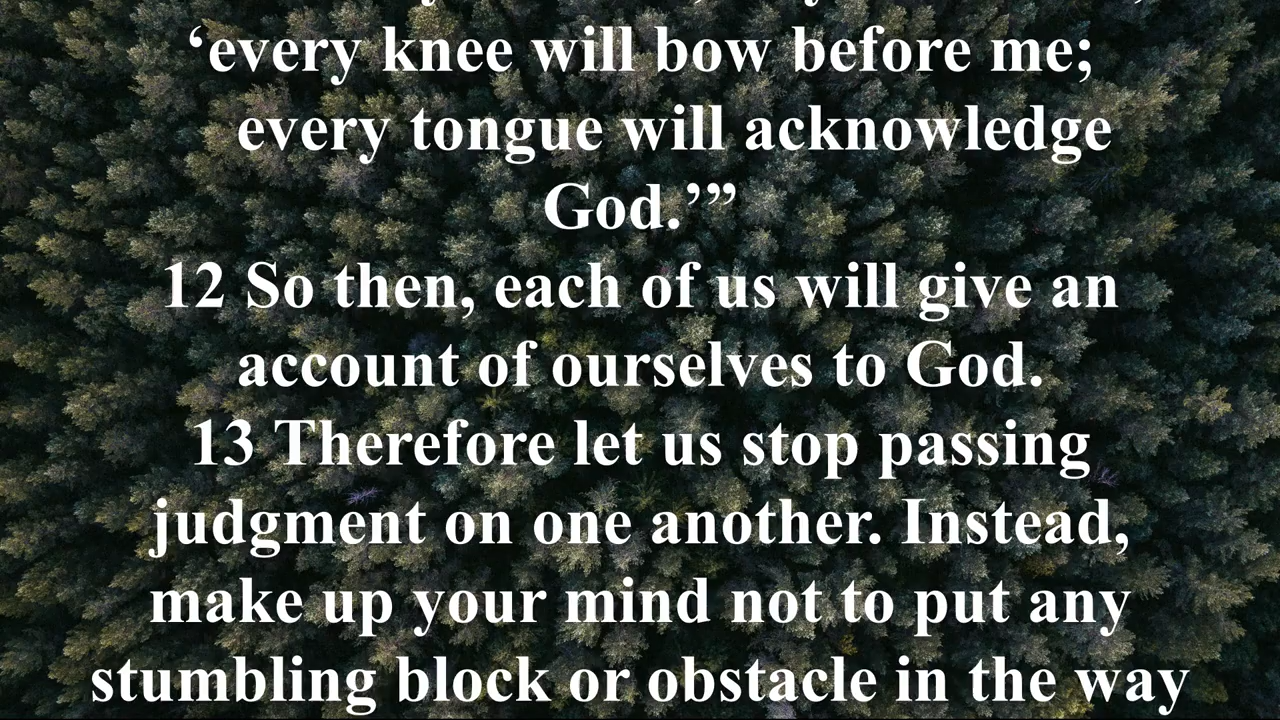 ‘every knee will bow before me;
every tongue will acknowledge
God.’”
12 So then, each of us will give an
account of ourselves to God.
13 Therefore let us stop passing
judgment on one another. Instead,
make up your mind not to put any
stumbling block or obstacle in the way